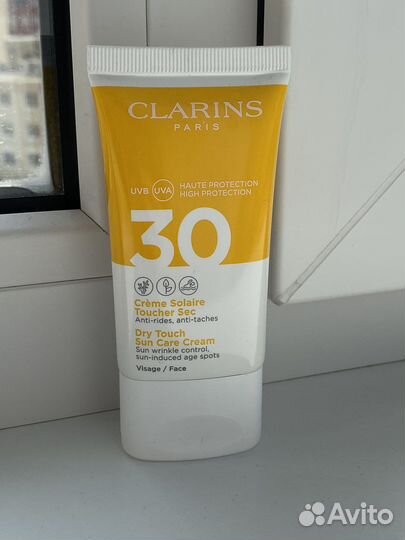 CLARINS
PARIS
UVB UVA HAUTE PROTECTION
HIGH PROTECTION
30
Crème Solaire
Toucher Sec
Anti-rides, anti-taches
Dry Touch
Sun Care Cream
Sun wrinkle control,
sun-induced age spots
Visage / Face
Avito